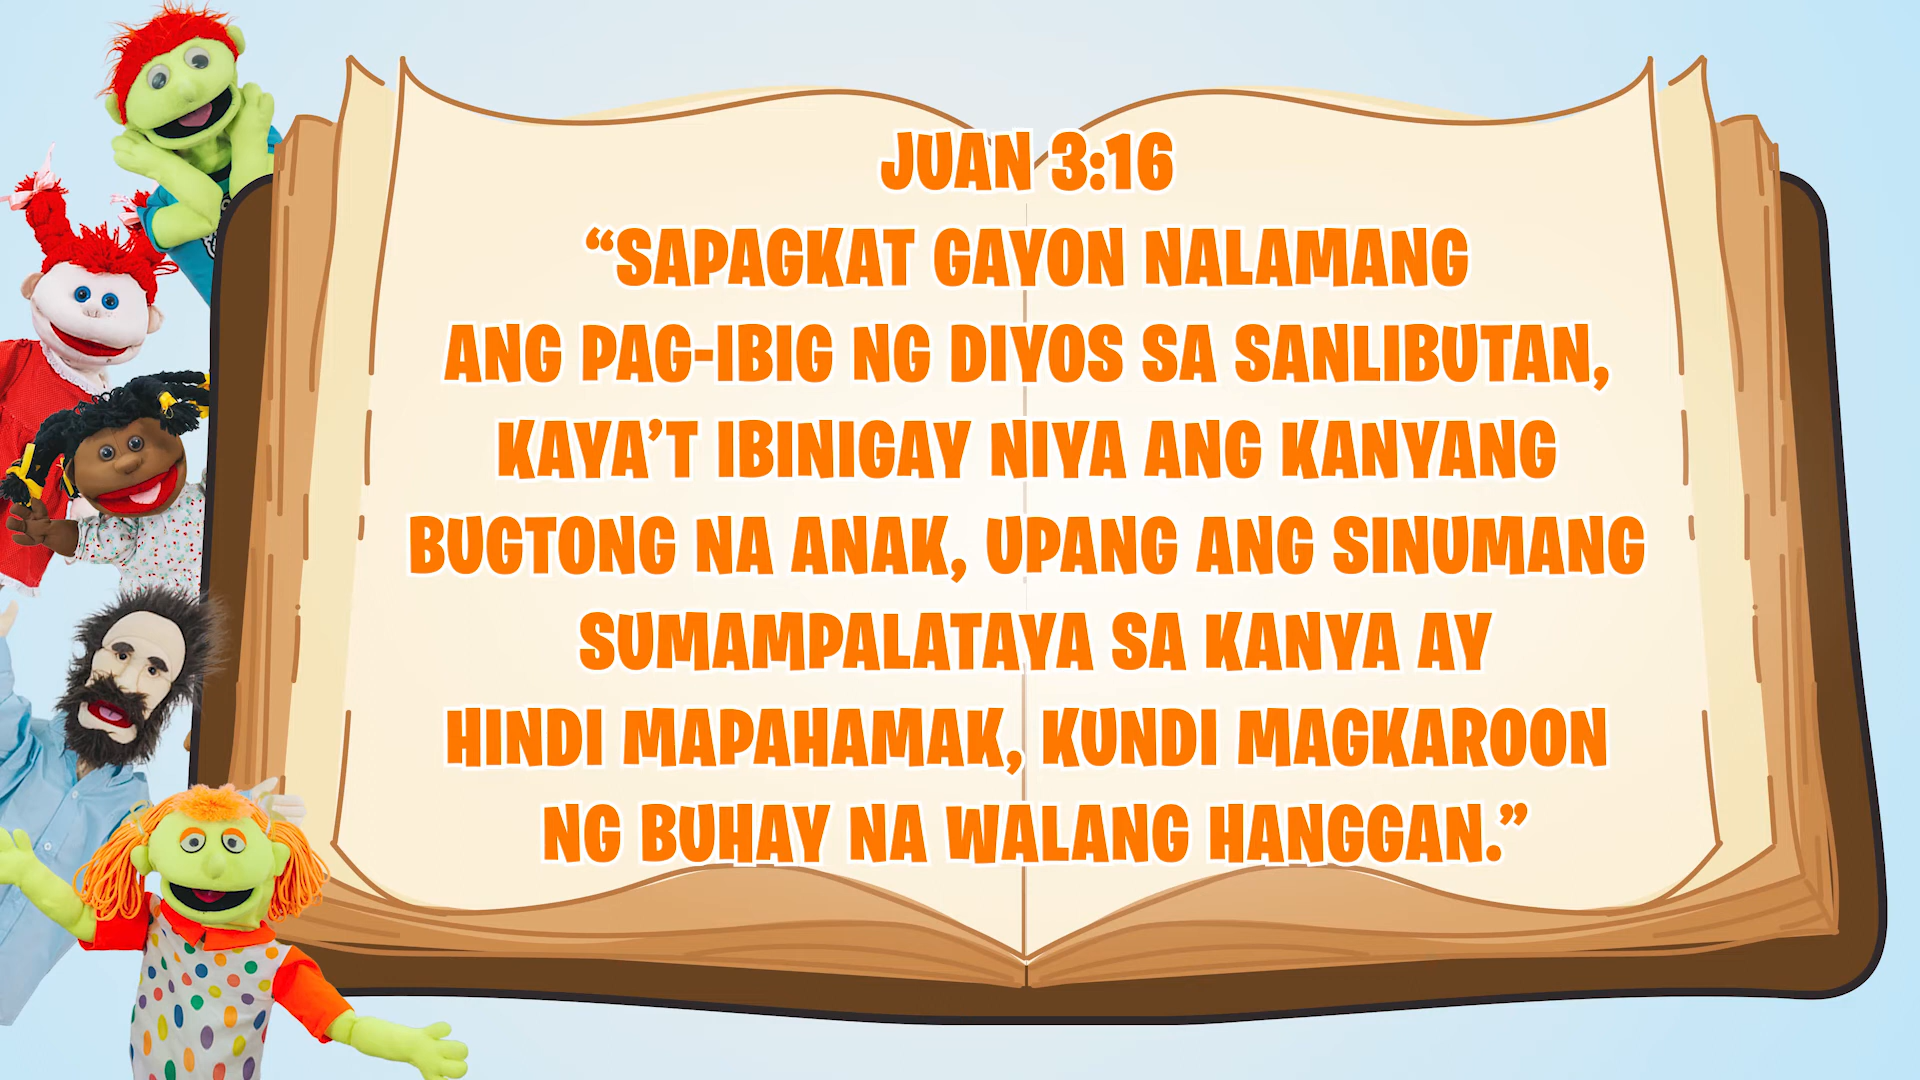 JUAN 3:16
“SAPAGKAT GAYON NALAMANG
ANG PAG-IBIG NG DIYOS SA SANLIBUTAN,
KAYA’T IBINIGAY NIYA ANG KANYANG
BUGTONG NA ANAK, UPANG ANG SINUMANG
SUMAMPALATAYA SA KANYA AY
HINDI MAPAHAMAK, KUNDI MAGKAROON
NG BUHAY NA WALANG HANGGAN.”